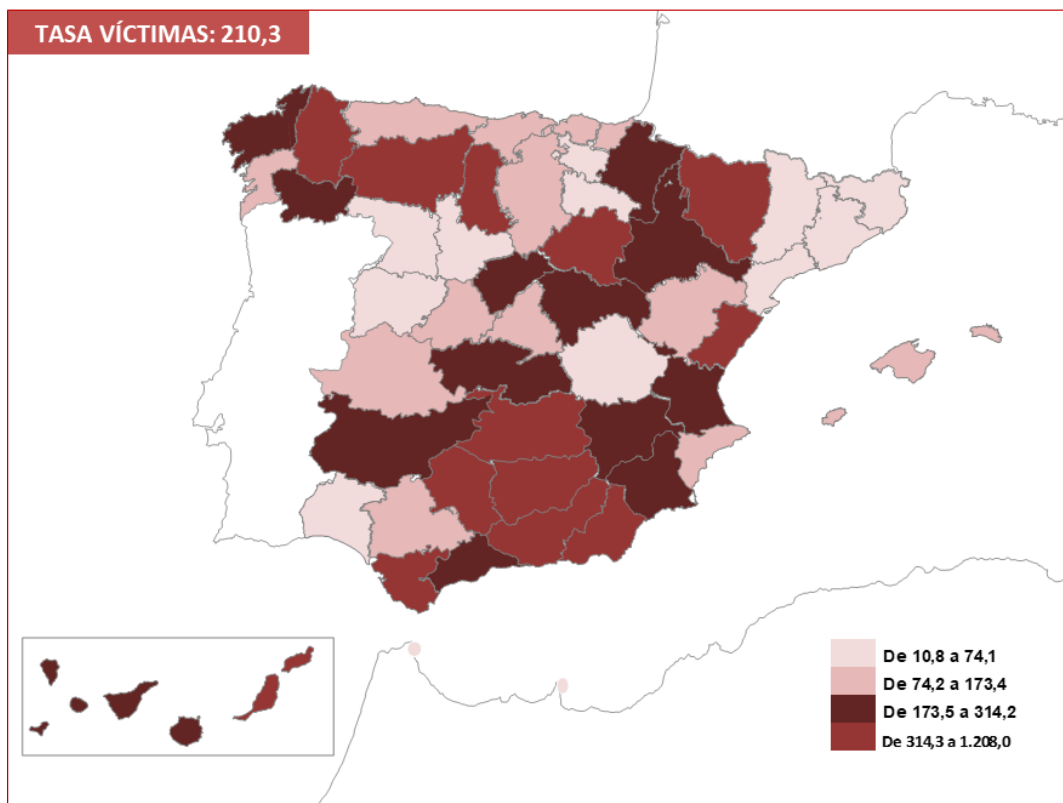 TASA VÍCTIMAS: 210,3
De 10,8 a 74,1
De 74,2 a 173,4
De 173,5 a 314,2
De 314,3 a 1.208,0